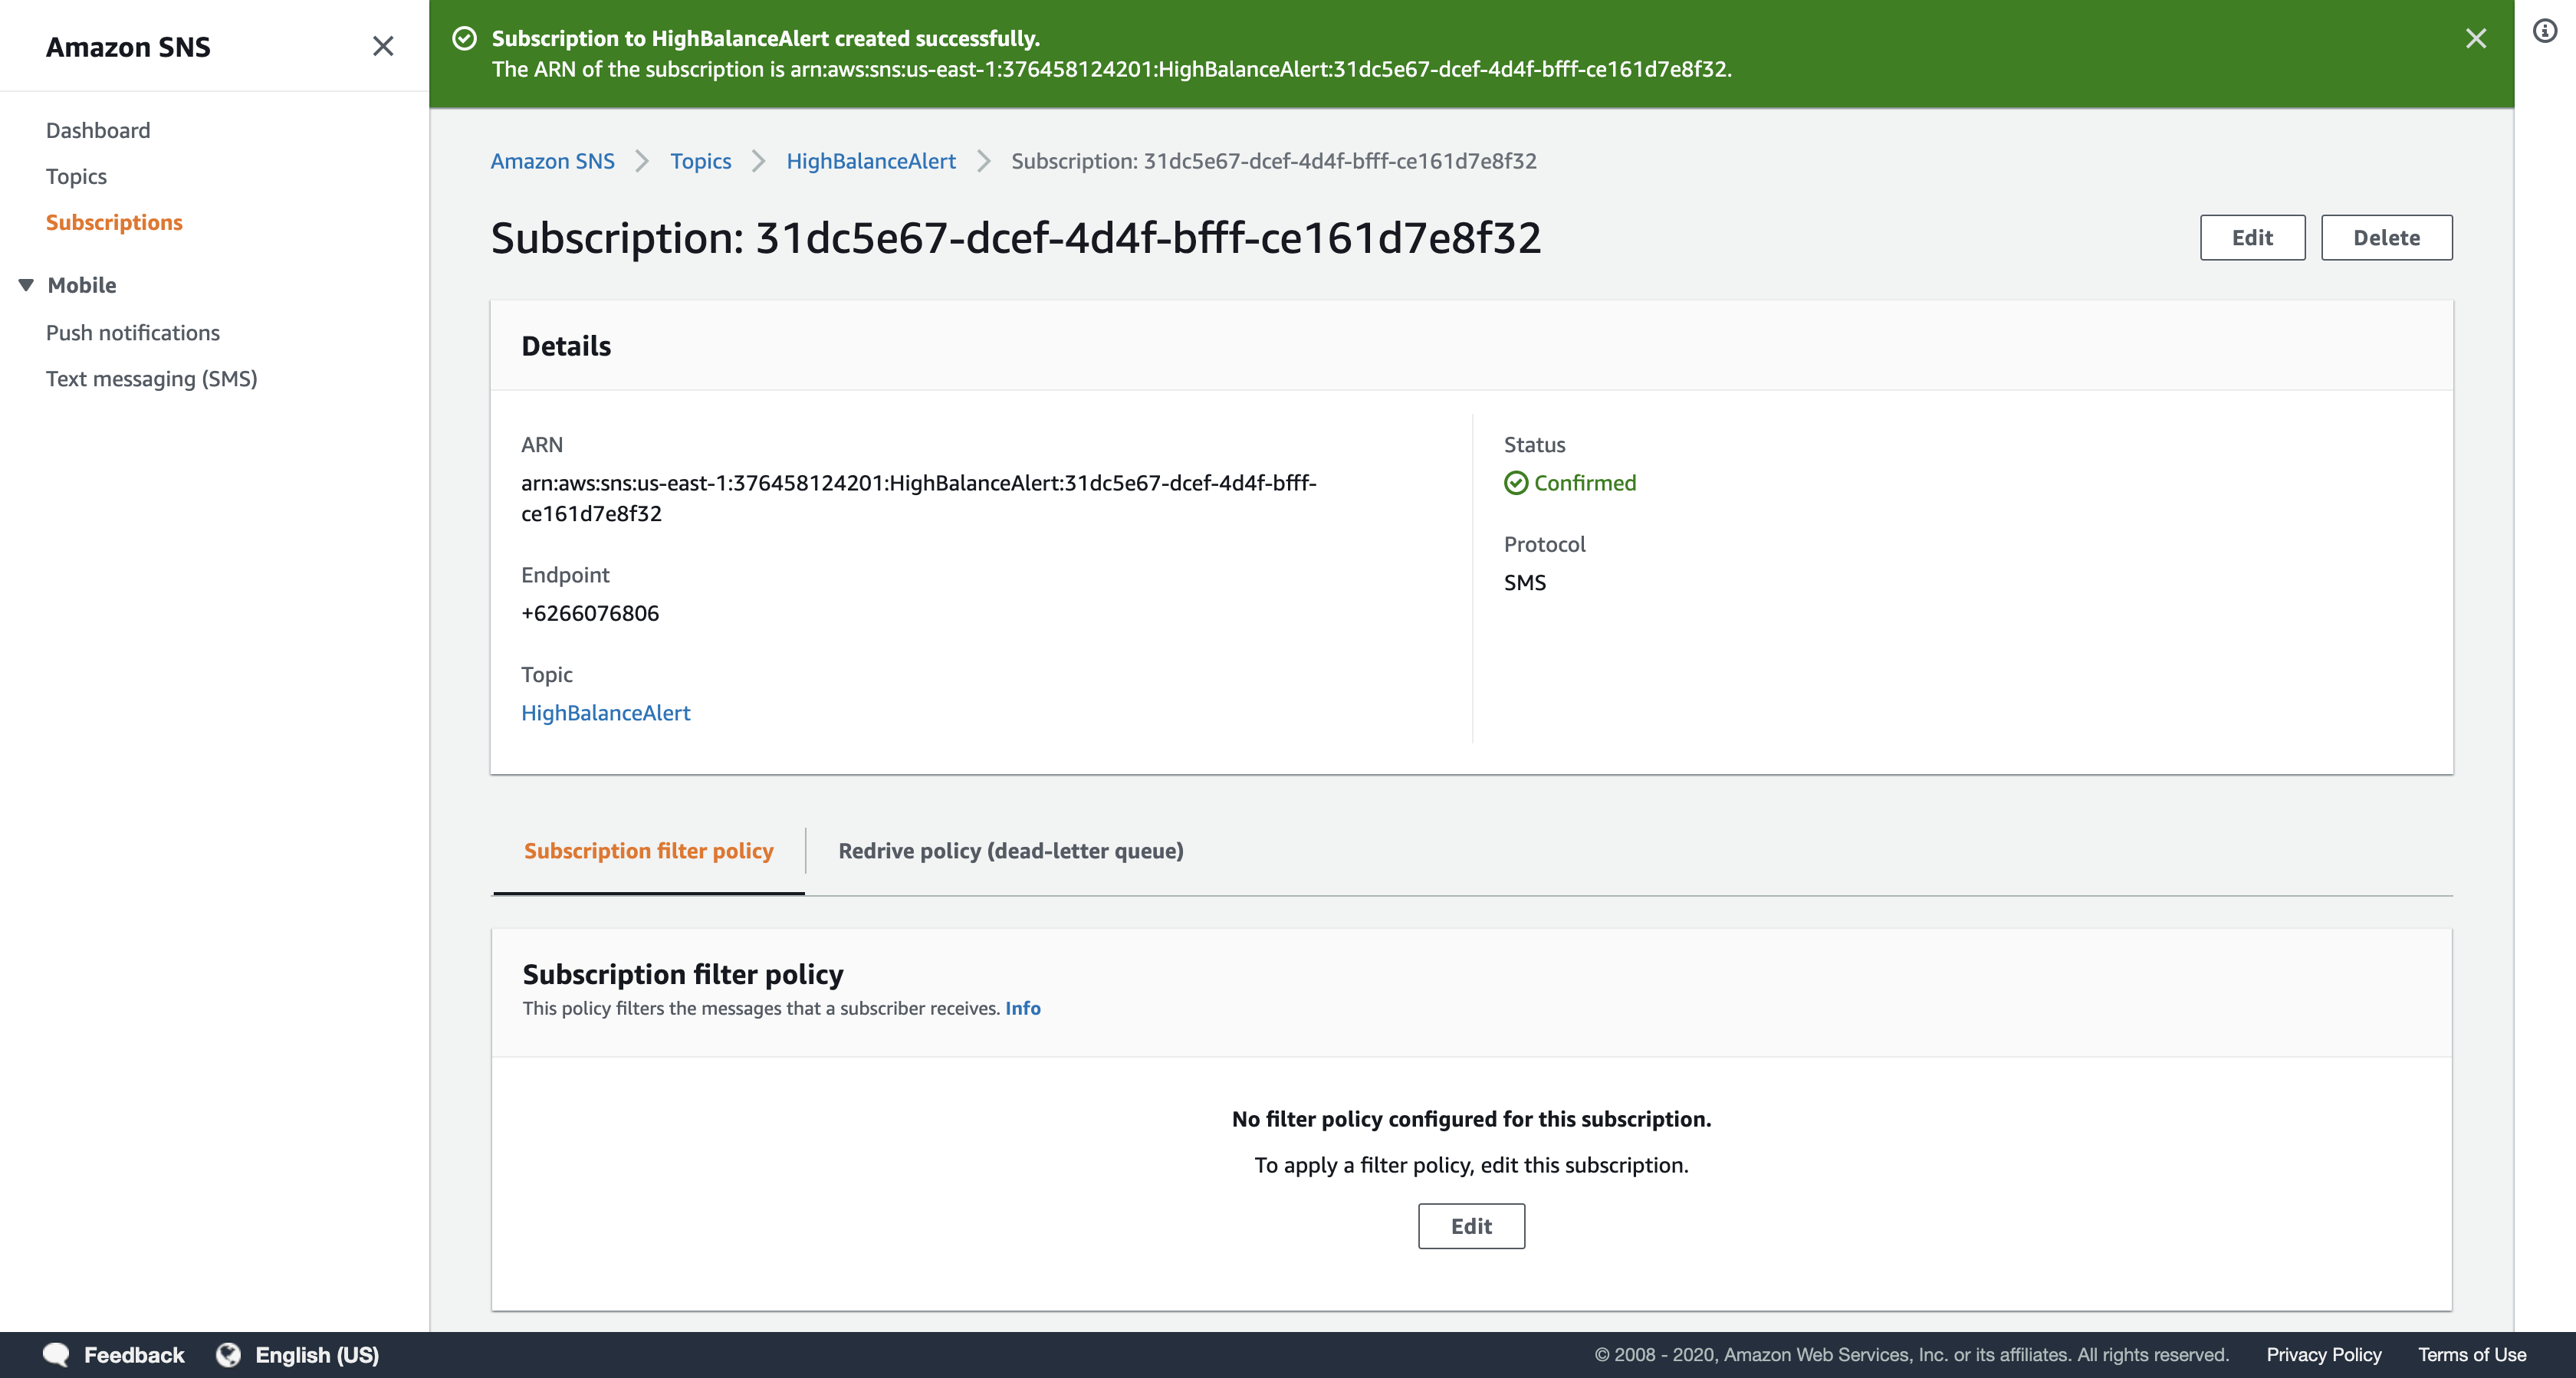 Amazon SNS
Dashboard
Topics
Subscriptions
Mobile
Push notifications
Text messaging (SMS)
Subscription to HighBalanceAlert created successfully.
The ARN of the subscription is arn:aws:sns:us-east-1:376458124201:HighBalanceAlert:31dc5e67-dcef-4d4f-bfff-ce161d7e8f32.
Amazon SNS > Topics > HighBalanceAlert > Subscription: 31dc5e67-dcef-4d4f-bfff-ce161d7e8f32
Subscription: 31dc5e67-dcef-4d4f-bfff-ce161d7e8f32
Edit
Delete
Details
ARN
arn:aws:sns:us-east-1:376458124201:HighBalanceAlert:31dc5e67-dcef-4d4f-bfff-
ce161d7e8f32
Endpoint
+6266076806
Topic
HighBalanceAlert
Status
Confirmed
Protocol
SMS
Subscription filter policy
Redrive policy (dead-letter queue)
Subscription filter policy
This policy filters the messages that a subscriber receives. Info
No filter policy configured for this subscription.
To apply a filter policy, edit this subscription.
Edit
Feedback
English (US)
© 2008 - 2020, Amazon Web Services, Inc. or its affiliates. All rights reserved.
Privacy Policy
Terms of Use